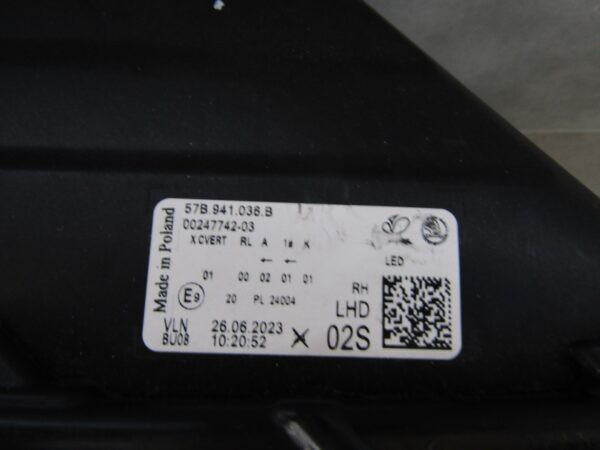 Made in Poland
57B.941.036.B
00247742-03
X CVERT RL A 1a K
← ←
LED
01 00 02 01 01
RH
E9
20 PL 24004
LHD
VLN 26.06.2023
02S
BU08 10:20:52